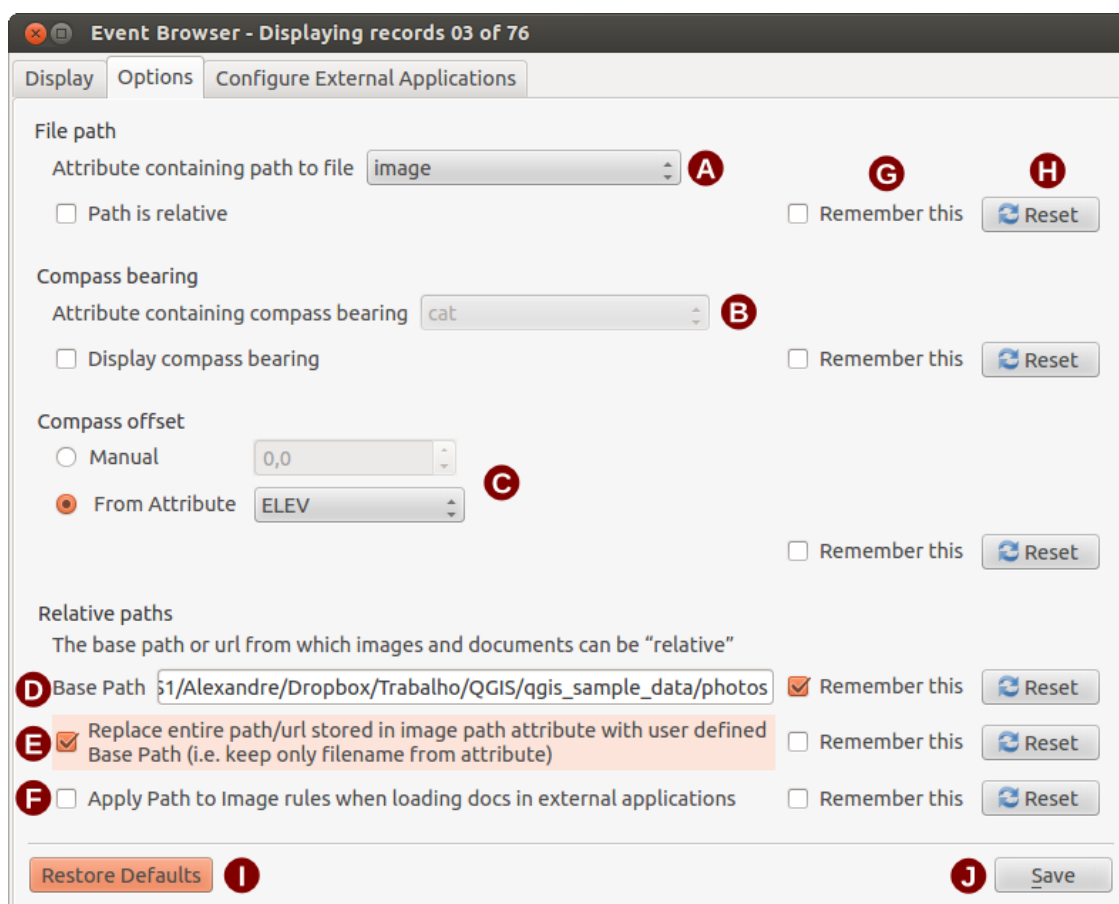 Event Browser - Displaying records 03 of 76
Display Options Configure External Applications
File path
Attribute containing path to file image A G H
Path is relative Remember this Reset
Compass bearing
Attribute containing compass bearing cat B
Display compass bearing Remember this Reset
Compass offset
Manual 0,0
From Attribute ELEV C
Remember this Reset
Relative paths
The base path or url from which images and documents can be “relative”
D Base Path S1/Alexandre/Dropbox/Trabalho/QGIS/qgis_sample_data/photos Remember this Reset
E Replace entire path/url stored in image path attribute with user defined
Base Path (i.e. keep only filename from attribute) Remember this Reset
F Apply Path to Image rules when loading docs in external applications Remember this Reset
Restore Defaults I J Save